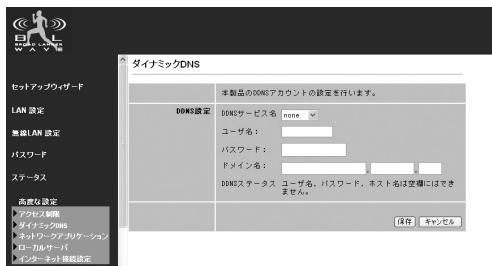 BL
BROAD LANNER
WAVE
セットアップウィザード
LAN 設定
無線LAN 設定
パスワード
ステータス
高度な設定
アクセス制限
ダイナミックDNS
ネットワークアプリケーション
ローカルサーバ
インターネット接続設定
ダイナミックDNS
本製品のDDNSアカウントの設定を行います。
DDNS設定
DDNSサービス名 none
ユーザ名：
パスワード：
ドメイン名： . .
DDNSステータス ユーザ名、パスワード、ホスト名は空欄にはでき
ません。
保存 キャンセル